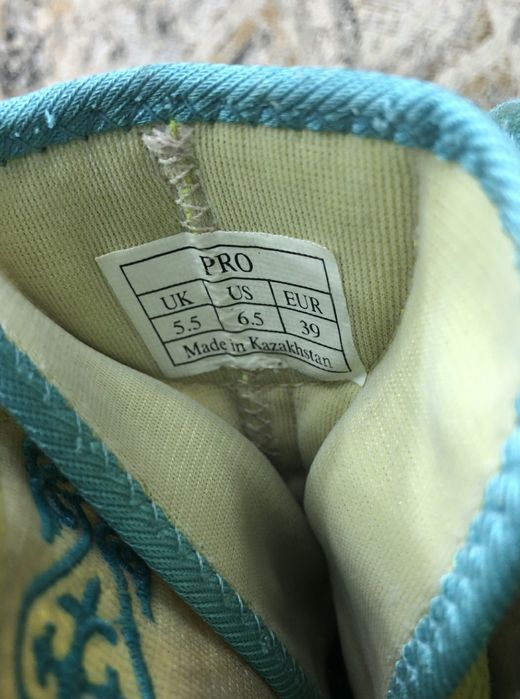 PRO
UK US EUR
5.5 6.5 39
Made in Kazakhstan